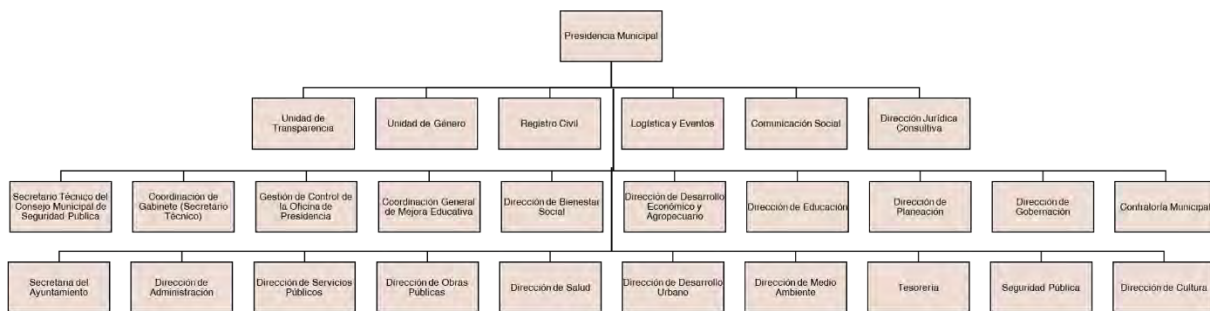 Presidencia Municipal
Unidad de
Transparencia
Unidad de Género
Registro Civil
Logística y Eventos
Comunicación Social
Dirección Jurídica
Consultiva
Secretario Técnico del
Consejo Municipal de
Seguridad Pública
Coordinación de
Gabinete (Secretario
Técnico)
Gestión de Control de
la Oficina de
Presidencia
Coordinación General
de Mejora Educativa
Dirección de Bienestar
Social
Dirección de Desarrollo
Económico y
Agropecuario
Dirección de Educación
Dirección de
Planeación
Dirección de
Gobernación
Contraloría Municipal
Secretaria del
Ayuntamiento
Dirección de
Administración
Dirección de Servicios
Públicos
Dirección de Obras
Públicas
Dirección de Salud
Dirección de Desarrollo
Urbano
Dirección de Medio
Ambiente
Tesorería
Seguridad Pública
Dirección de Cultura